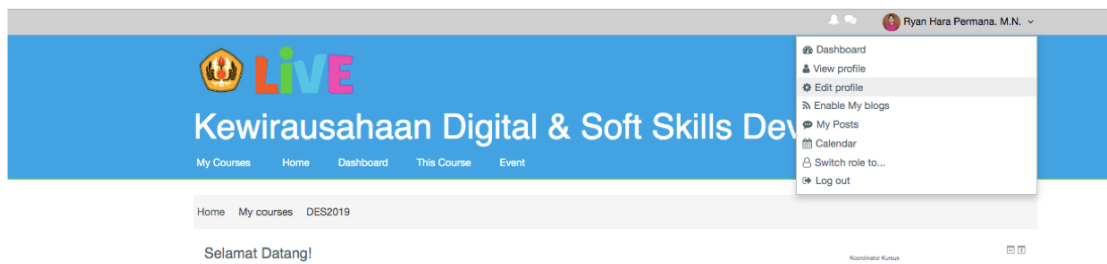 Ryan Hara Permana. M.N.
Dashboard
View profile
Edit profile
Enable My blogs
My Posts
Calendar
Switch role to...
Log out
LiVE
Kewirausahaan Digital & Soft Skills Dev
My Courses Home Dashboard This Course Event
Home My courses DES2019
Selamat Datang!
Koordinator Kursus